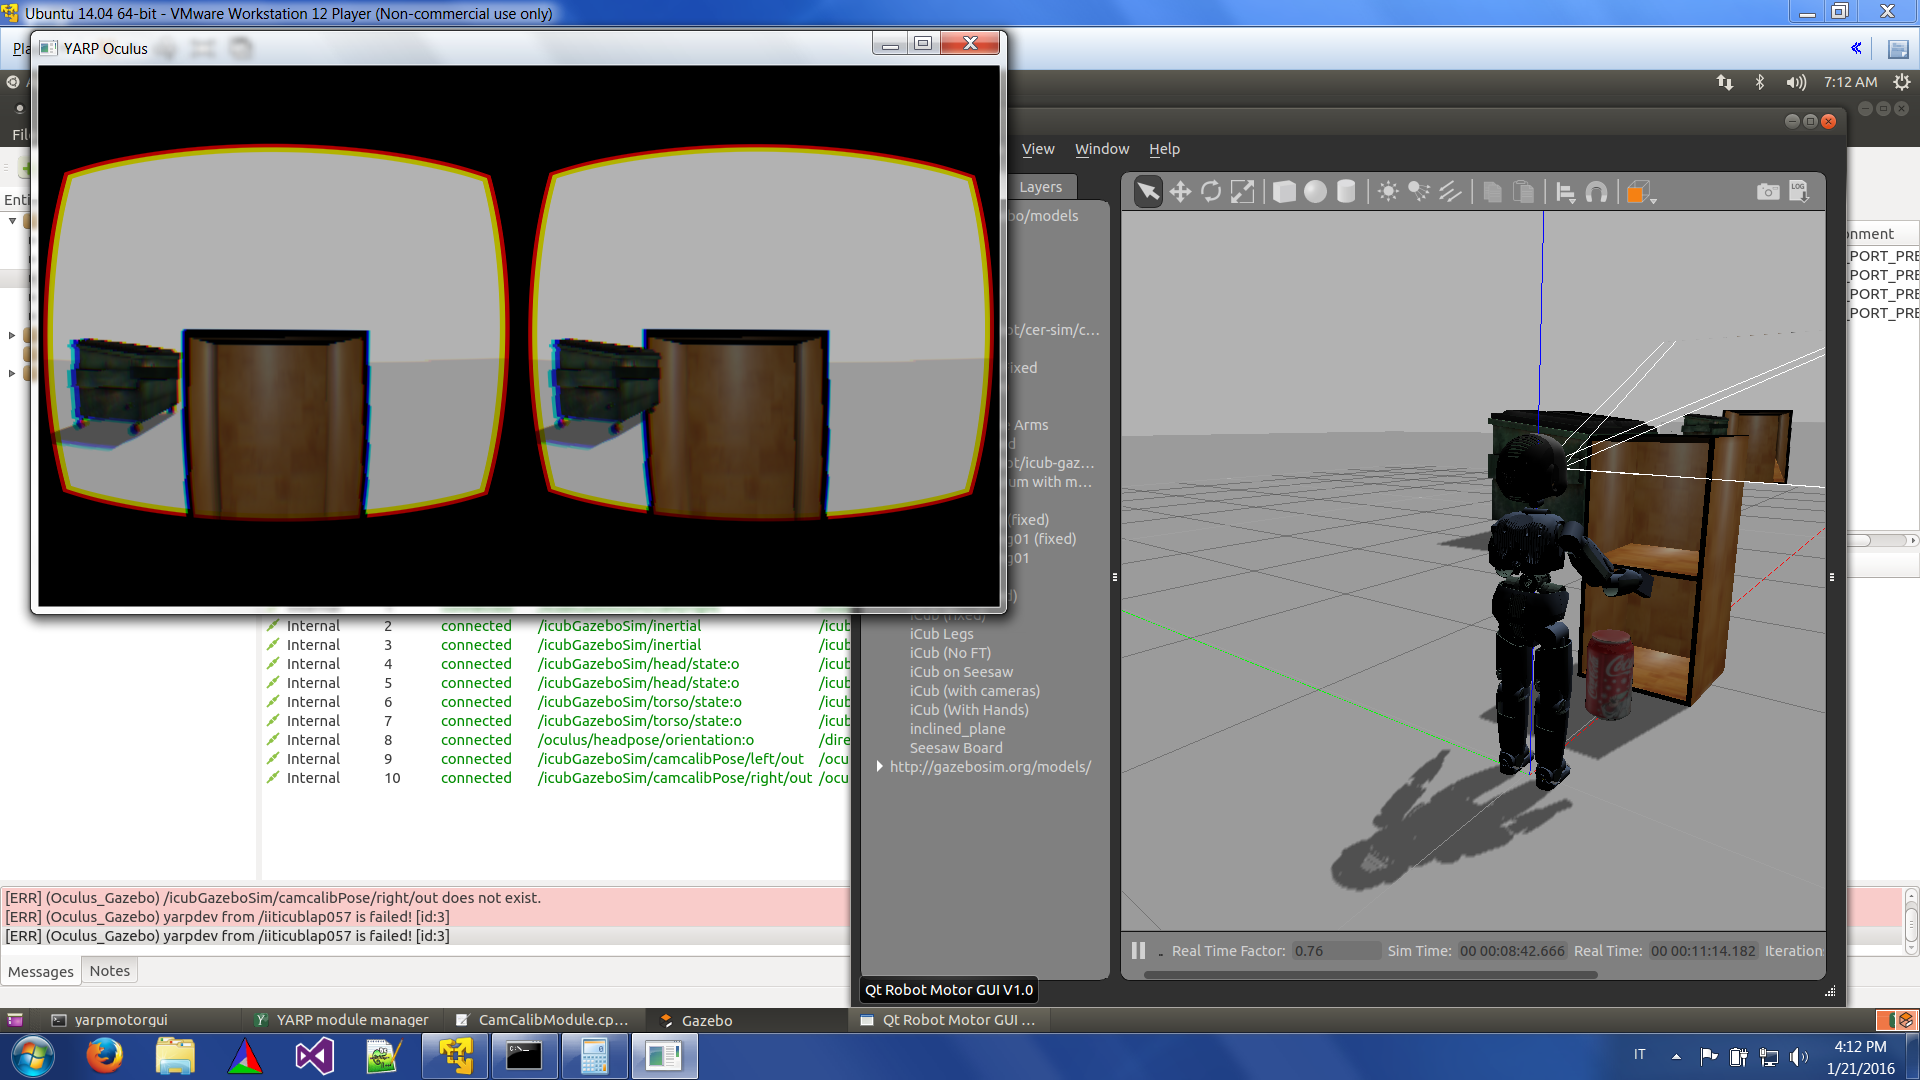 Ubuntu 14.04 64-bit - VMware Workstation 12 Player (Non-commercial use only)
YARP Oculus
7:12 AM
View Window Help
Layers
Internal 2 connected /icubGazeboSim/inertial /icub
Internal 3 connected /icubGazeboSim/inertial /icub
Internal 4 connected /icubGazeboSim/head/state:o /icub
Internal 5 connected /icubGazeboSim/head/state:o /icub
Internal 6 connected /icubGazeboSim/torso/state:o /icub
Internal 7 connected /icubGazeboSim/torso/state:o /icub
Internal 8 connected /oculus/headpose/orientation:o /dire
Internal 9 connected /icubGazeboSim/camcalibPose/left/out /ocu
Internal 10 connected /icubGazeboSim/camcalibPose/right/out /ocu
bo/models
ot/cer-sim/c...
ixed
e Arms
d
ot/icub-gaz...
um with m...
(fixed)
g01 (fixed)
g01
iCub (fixed)
iCub Legs
iCub (No FT)
iCub on Seesaw
iCub (with cameras)
iCub (With Hands)
inclined_plane
Seesaw Board
http://gazebosim.org/models/
nment
_PORT_PRE
_PORT_PRE
_PORT_PRE
_PORT_PRE
LOG
Real Time Factor: 0.76 Sim Time: 00 00:08:42.666 Real Time: 00 00:11:14.182 Iteration
[ERR] (Oculus_Gazebo) /icubGazeboSim/camcalibPose/right/out does not exist.
[ERR] (Oculus_Gazebo) yarpdev from /iiticublap057 is failed! [id:3]
[ERR] (Oculus_Gazebo) yarpdev from /iiticublap057 is failed! [id:3]
Messages Notes
Qt Robot Motor GUI V1.0
yarpmotorgui YARP module manager CamCalibModule.cp... Gazebo Qt Robot Motor GUI ...
IT 4:12 PM
1/21/2016